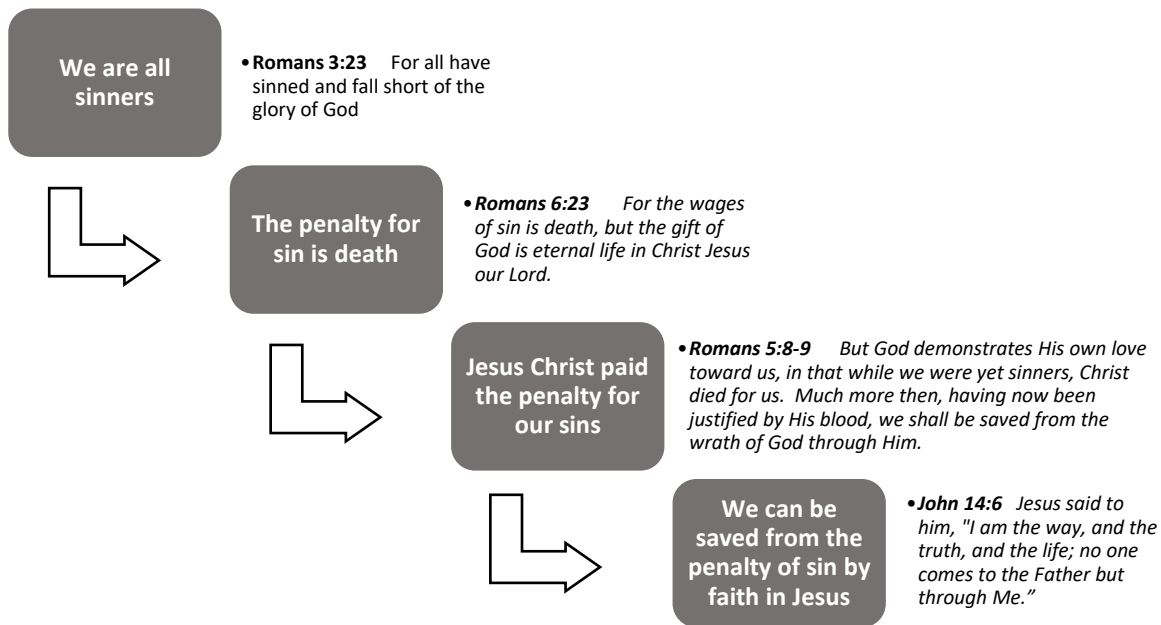 We are all
sinners
•Romans 3:23 For all have
sinned and fall short of the
glory of God
The penalty for
sin is death
•Romans 6:23 For the wages
of sin is death, but the gift of
God is eternal life in Christ Jesus
our Lord.
Jesus Christ paid
the penalty for
our sins
•Romans 5:8-9 But God demonstrates His own love
toward us, in that while we were yet sinners, Christ
died for us. Much more then, having now been
justified by His blood, we shall be saved from the
wrath of God through Him.
We can be
saved from the
penalty of sin by
faith in Jesus
•John 14:6 Jesus said to
him, "I am the way, and the
truth, and the life; no one
comes to the Father but
through Me.”